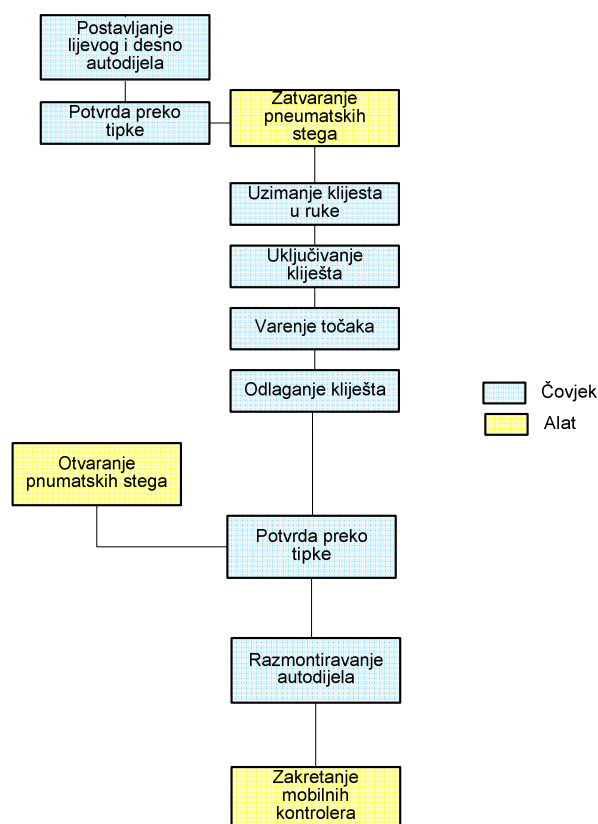 Postavljanje
lijevog i desno
autodijela
Potvrda preko
tipke
Zatvaranje
pneumatskih
stega
Uzimanje klijesta
u ruke
Uključivanje
kliješta
Varenje točaka
Odlaganje kliješta
Čovjek
Alat
Otvaranje
pnumatskih stega
Potvrda preko
tipke
Razmontiravanje
autodijela
Zakretanje
mobilnih
kontrolera